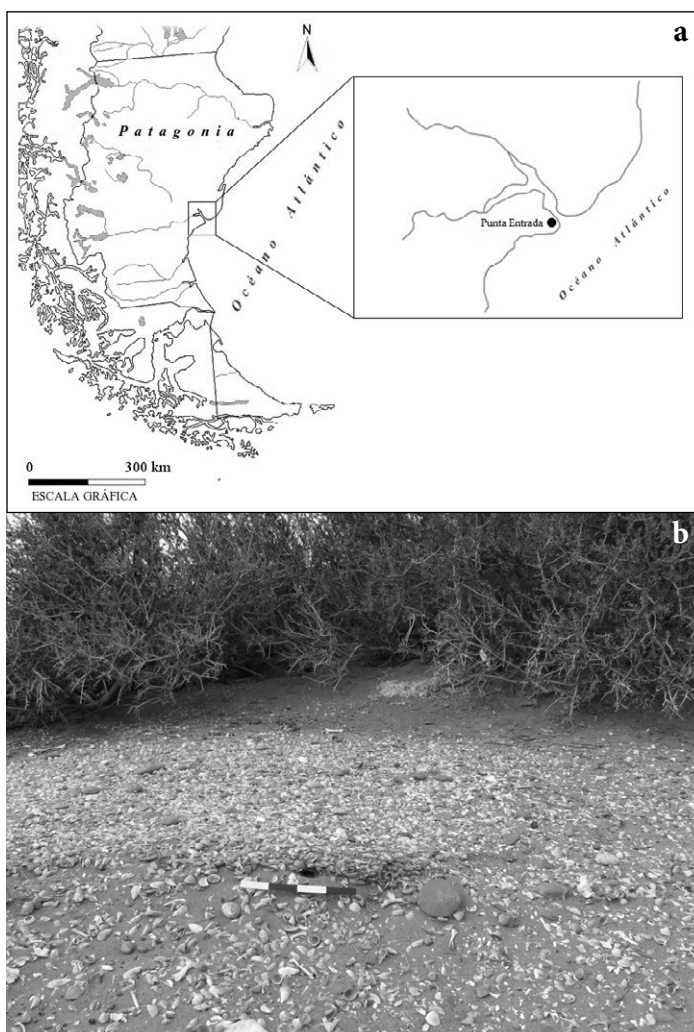 a
N
Patagonia
Océano Atlántico
Punta Entrada
Océano Atlántico
0 300 km
ESCALA GRÁFICA
b